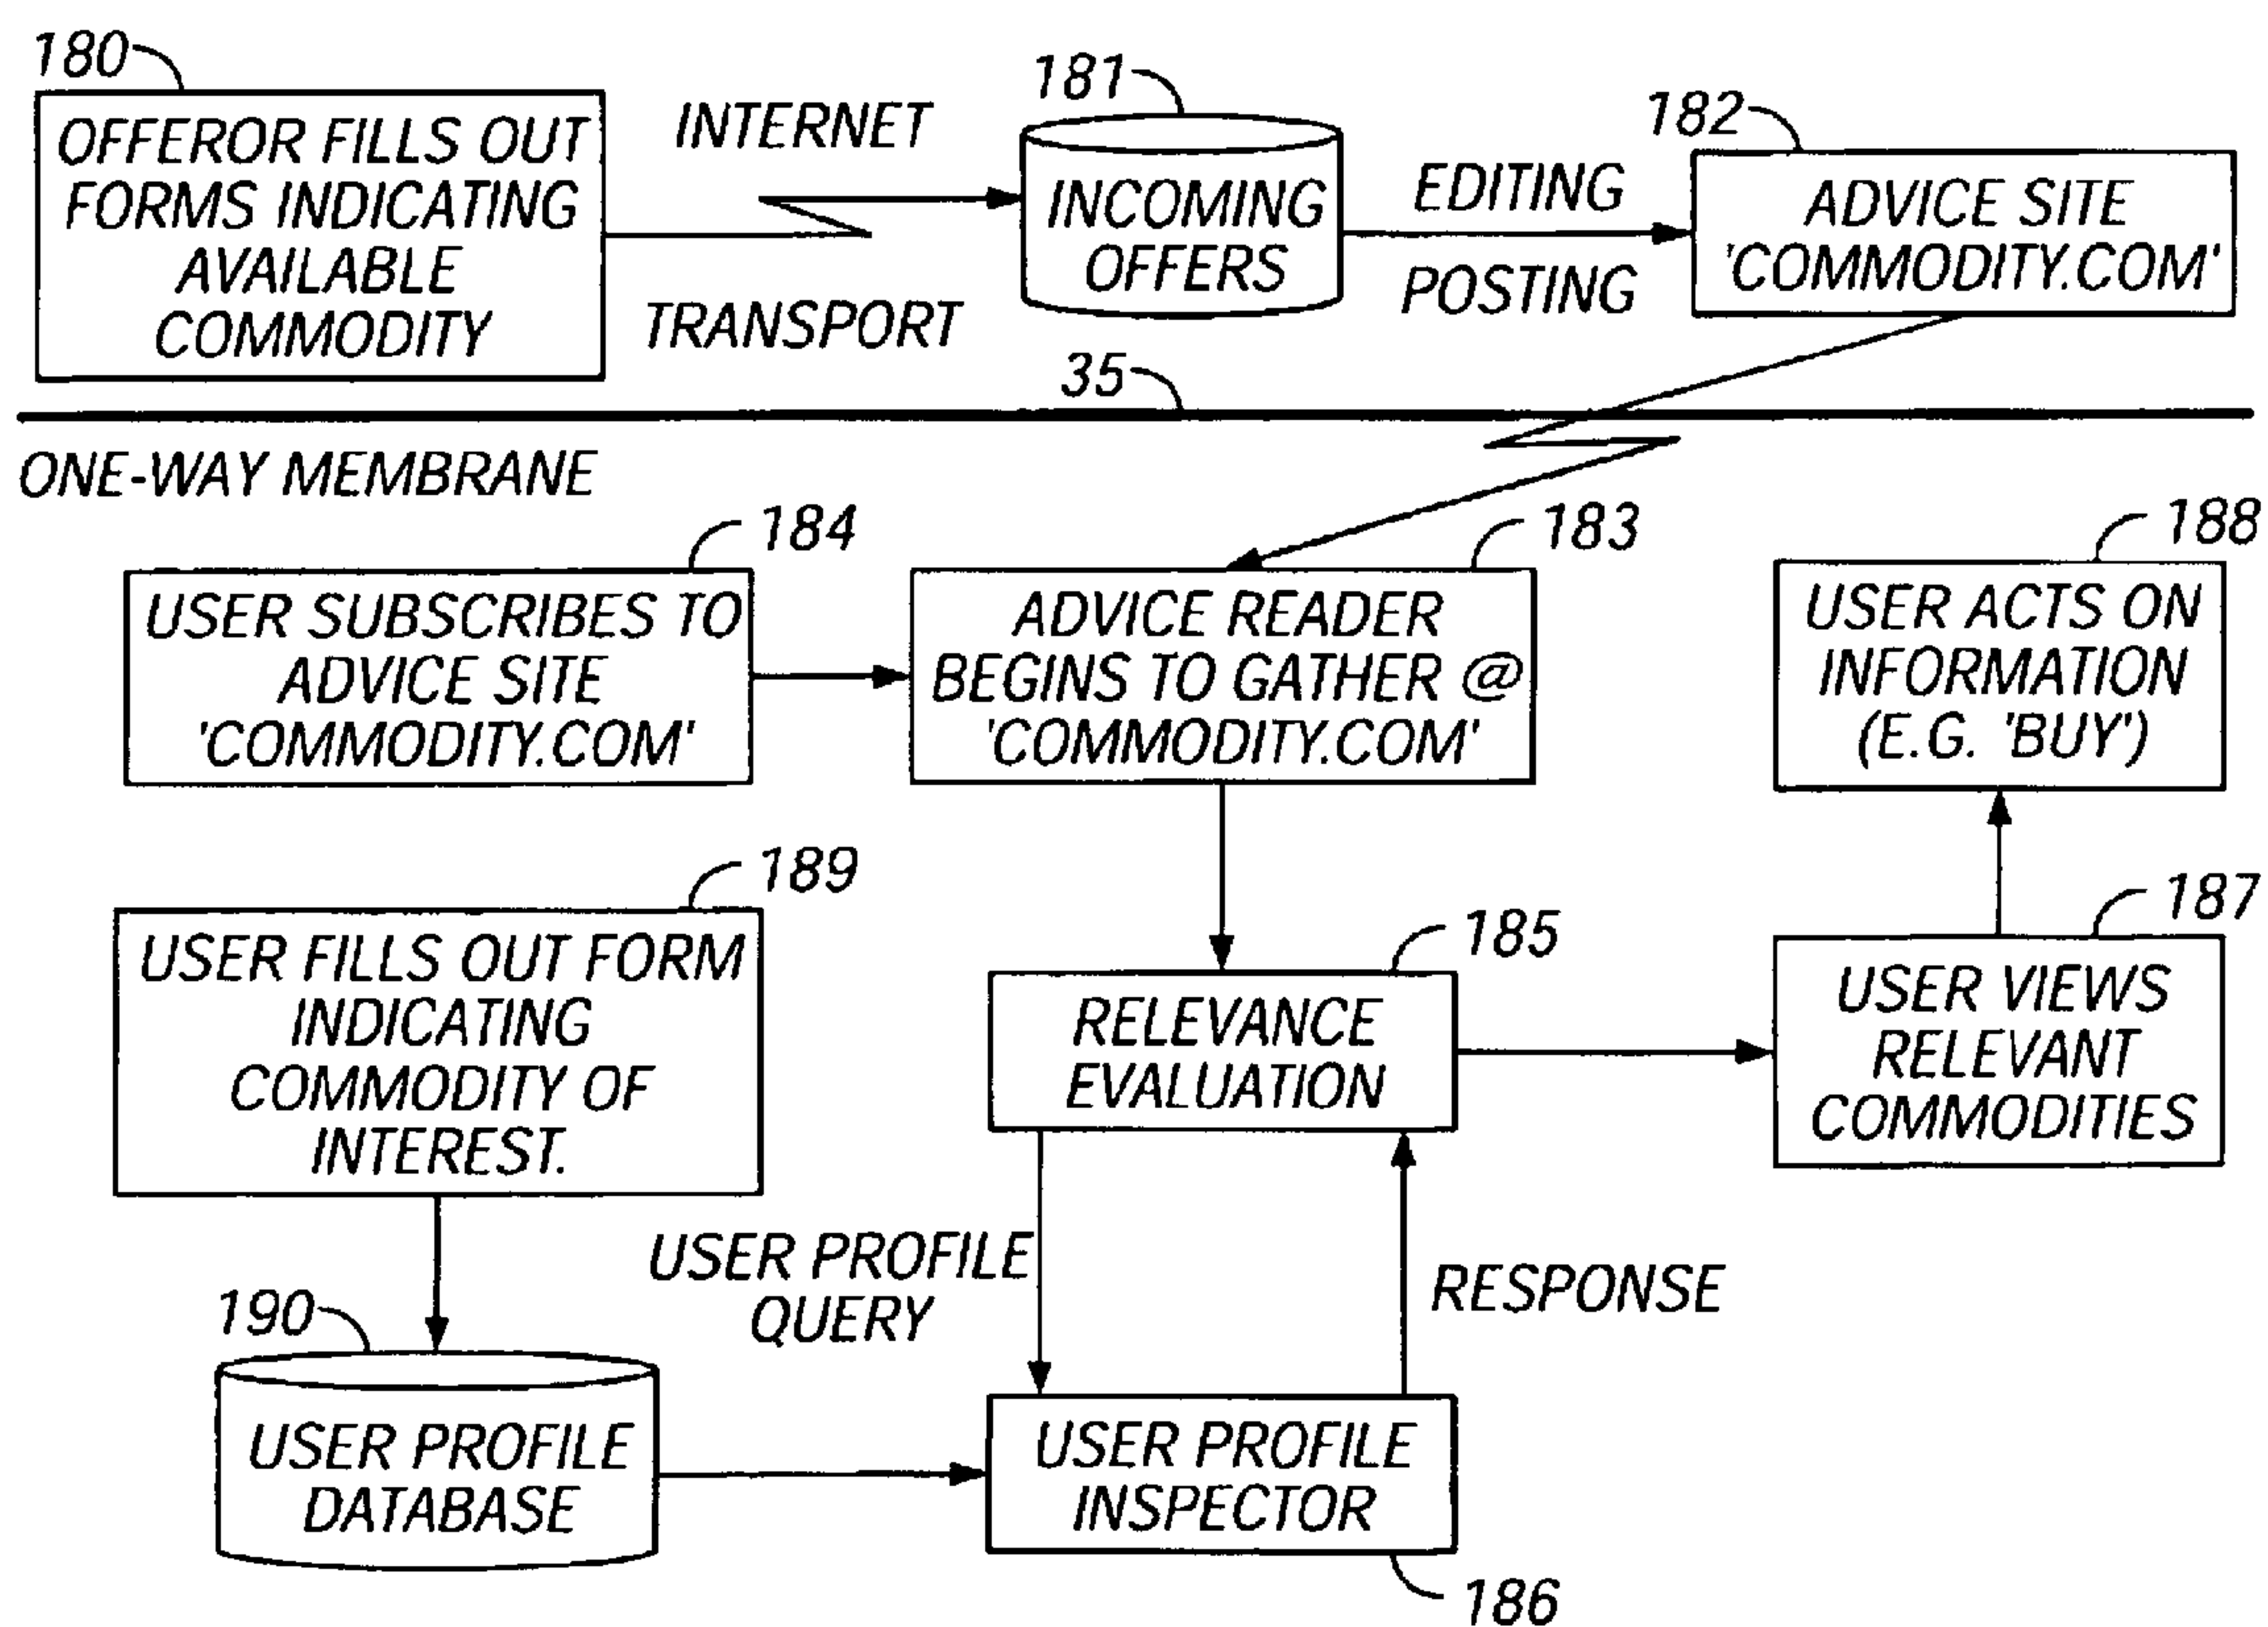 180
OFFEROR FILLS OUT
FORMS INDICATING
AVAILABLE
COMMODITY
INTERNET
TRANSPORT
181
INCOMING
OFFERS
EDITING
POSTING
182
ADVICE SITE
'COMMODITY.COM'
35
ONE-WAY MEMBRANE
184
USER SUBSCRIBES TO
ADVICE SITE
'COMMODITY.COM'
183
ADVICE READER
BEGINS TO GATHER @
'COMMODITY.COM'
188
USER ACTS ON
INFORMATION
(E.G. 'BUY')
189
USER FILLS OUT FORM
INDICATING
COMMODITY OF
INTEREST.
185
RELEVANCE
EVALUATION
187
USER VIEWS
RELEVANT
COMMODITIES
USER PROFILE
QUERY
RESPONSE
190
USER PROFILE
DATABASE
USER PROFILE
INSPECTOR
186